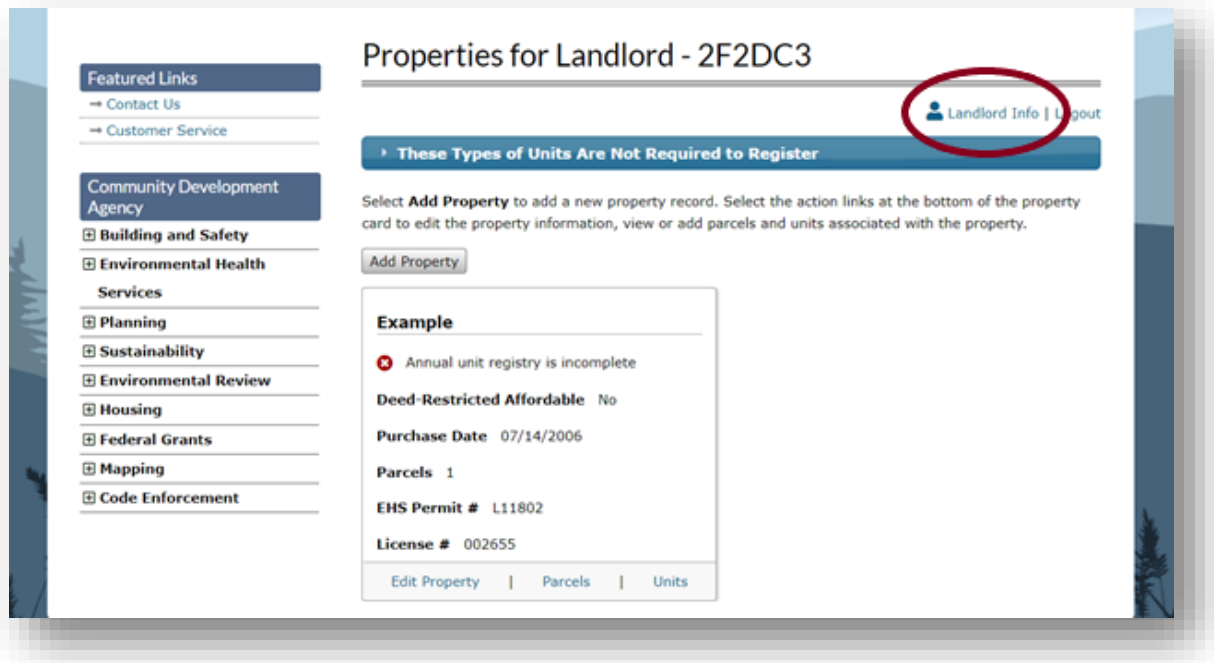 Properties for Landlord - 2F2DC3
Featured Links
→ Contact Us
→ Customer Service
Landlord Info | Logout
These Types of Units Are Not Required to Register
Community Development
Agency
Building and Safety
Environmental Health
Services
Planning
Sustainability
Environmental Review
Housing
Federal Grants
Mapping
Code Enforcement
Select Add Property to add a new property record. Select the action links at the bottom of the property
card to edit the property information, view or add parcels and units associated with the property.
Add Property
Example
Annual unit registry is incomplete
Deed-Restricted Affordable No
Purchase Date 07/14/2006
Parcels 1
EHS Permit # L11802
License # 002655
Edit Property | Parcels | Units